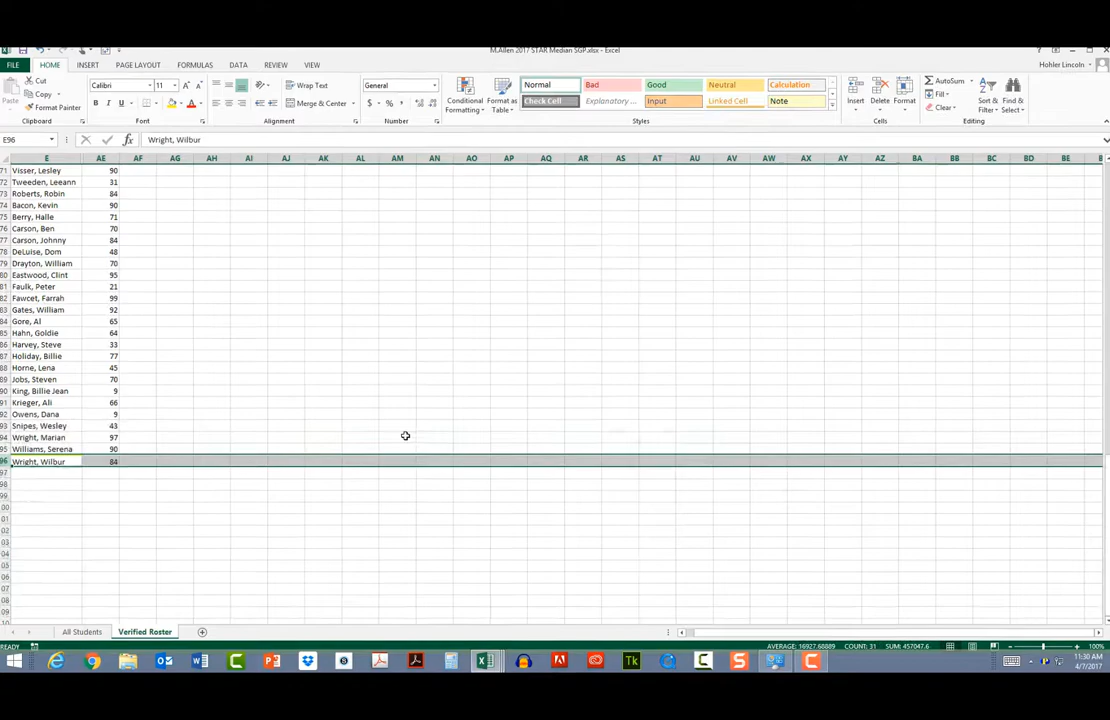 M.Allen 2017 STAR Median SGP.xlsx - Excel
FILE HOME INSERT PAGE LAYOUT FORMULAS DATA REVIEW VIEW Hohler Lincoln
Paste Cut Copy Format Painter Clipboard
Calibri 11 B I U Font
Wrap Text Merge & Center Alignment
General $ % Number
Conditional Formatting Format as Table
Normal Bad Good Neutral Calculation
Check Cell Explanatory ... Input Linked Cell Note
Styles
Insert Delete Format Cells
AutoSum Fill Clear Sort & Filter Find & Select Editing
E96 fx Wright, Wilbur
E AE AF AG AH AI AJ AK AL AM AN AO AP AQ AR AS AT AU AV AW AX AY AZ BA BB BC BD BE
71 Visser, Lesley 90
72 Tweeden, Leeann 31
73 Roberts, Robin 84
74 Bacon, Kevin 90
75 Berry, Halle 71
76 Carson, Ben 70
77 Carson, Johnny 84
78 DeLuise, Dom 48
79 Drayton, William 70
80 Eastwood, Clint 95
81 Faulk, Peter 21
82 Fawcet, Farrah 99
83 Gates, William 92
84 Gore, Al 65
85 Hahn, Goldie 64
86 Harvey, Steve 33
87 Holiday, Billie 77
88 Horne, Lena 45
89 Jobs, Steven 70
90 King, Billie Jean 9
91 Krieger, Ali 66
92 Owens, Dana 9
93 Snipes, Wesley 43
94 Wright, Marian 97
95 Williams, Serena 90
96 Wright, Wilbur 84
97
98
99
00
01
02
03
04
05
06
07
08
09
All Students Verified Roster
READY AVERAGE: 16927.68889 COUNT: 31 SUM: 457047.6 100%
11:30 AM
4/7/2017